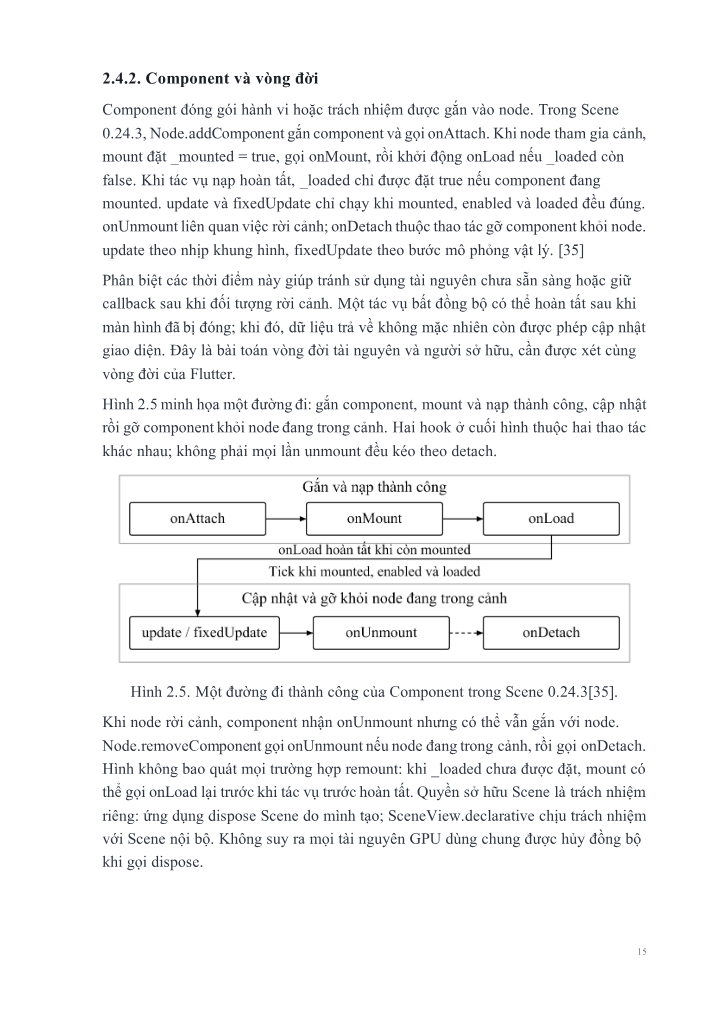 2.4.2. Component và vòng đời
Component đóng gói hành vi hoặc trách nhiệm được gắn vào node. Trong Scene
0.24.3, Node.addComponent gắn component và gọi onAttach. Khi node tham gia cảnh,
mount đặt _mounted = true, gọi onMount, rồi khởi động onLoad nếu _loaded còn
false. Khi tác vụ nạp hoàn tất, _loaded chỉ được đặt true nếu component đang
mounted. update và fixedUpdate chỉ chạy khi mounted, enabled và loaded đều đúng.
onUnmount liên quan việc rời cảnh; onDetach thuộc thao tác gỡ component khỏi node.
update theo nhịp khung hình, fixedUpdate theo bước mô phỏng vật lý. [35]
Phân biệt các thời điểm này giúp tránh sử dụng tài nguyên chưa sẵn sàng hoặc giữ
callback sau khi đối tượng rời cảnh. Một tác vụ bất đồng bộ có thể hoàn tất sau khi
màn hình đã bị đóng; khi đó, dữ liệu trả về không mặc nhiên còn được phép cập nhật
giao diện. Đây là bài toán vòng đời tài nguyên và người sở hữu, cần được xét cùng
vòng đời của Flutter.
Hình 2.5 minh họa một đường đi: gắn component, mount và nạp thành công, cập nhật
rồi gỡ component khỏi node đang trong cảnh. Hai hook ở cuối hình thuộc hai thao tác
khác nhau; không phải mọi lần unmount đều kéo theo detach.
Gắn và nạp thành công
onAttach onMount onLoad
onLoad hoàn tất khi còn mounted
Tick khi mounted, enabled và loaded
Cập nhật và gỡ khỏi node đang trong cảnh
update / fixedUpdate onUnmount onDetach
Hình 2.5. Một đường đi thành công của Component trong Scene 0.24.3[35].
Khi node rời cảnh, component nhận onUnmount nhưng có thể vẫn gắn với node.
Node.removeComponent gọi onUnmount nếu node đang trong cảnh, rồi gọi onDetach.
Hình không bao quát mọi trường hợp remount: khi _loaded chưa được đặt, mount có
thể gọi onLoad lại trước khi tác vụ trước hoàn tất. Quyền sở hữu Scene là trách nhiệm
riêng: ứng dụng dispose Scene do mình tạo; SceneView.declarative chịu trách nhiệm
với Scene nội bộ. Không suy ra mọi tài nguyên GPU dùng chung được hủy đồng bộ
khi gọi dispose.
15